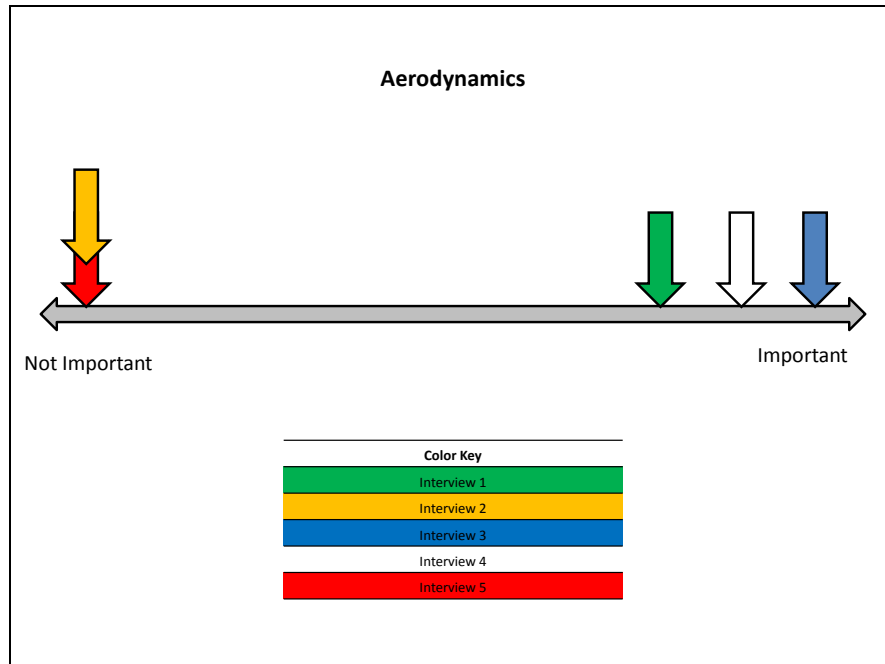 Aerodynamics
Not Important
Important
Color Key
Interview 1
Interview 2
Interview 3
Interview 4
Interview 5